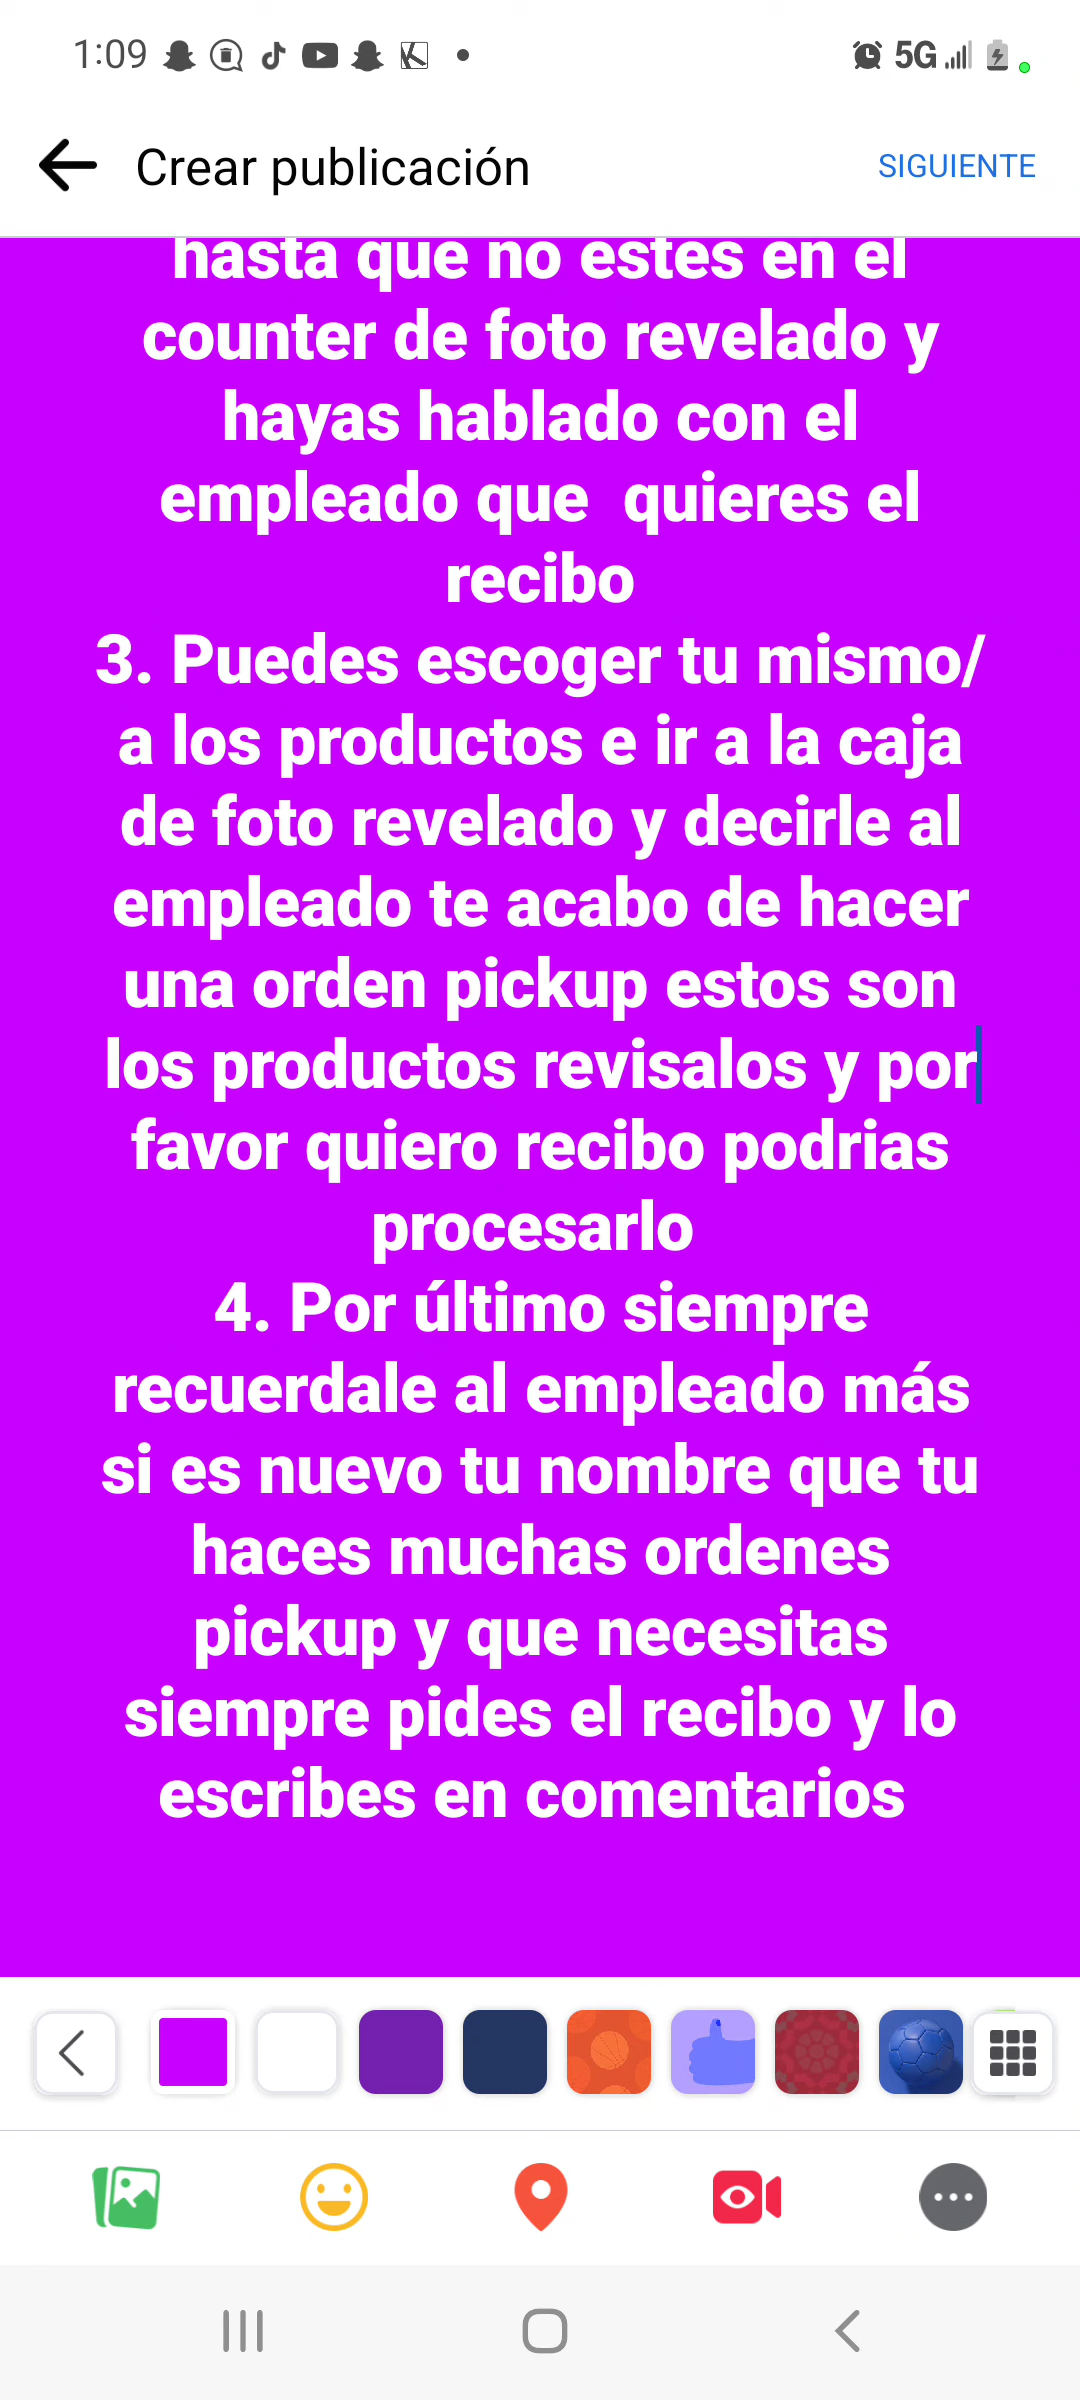 1:09
5G
Crear publicación
SIGUIENTE
hasta que no estes en el
counter de foto revelado y
hayas hablado con el
empleado que  quieres el
recibo
3. Puedes escoger tu mismo/
a los productos e ir a la caja
de foto revelado y decirle al
empleado te acabo de hacer
una orden pickup estos son
los productos revisalos y por
favor quiero recibo podrias
procesarlo
4. Por último siempre
recuerdale al empleado más
si es nuevo tu nombre que tu
haces muchas ordenes
pickup y que necesitas
siempre pides el recibo y lo
escribes en comentarios